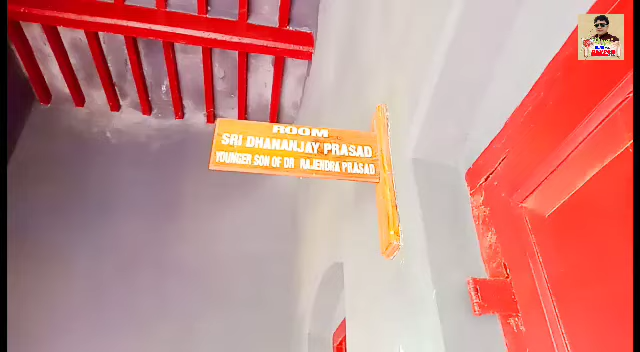 ROOM
SRI DHANANJAY PRASAD
YOUNGER SON OF DR RAJENDRA PRASAD